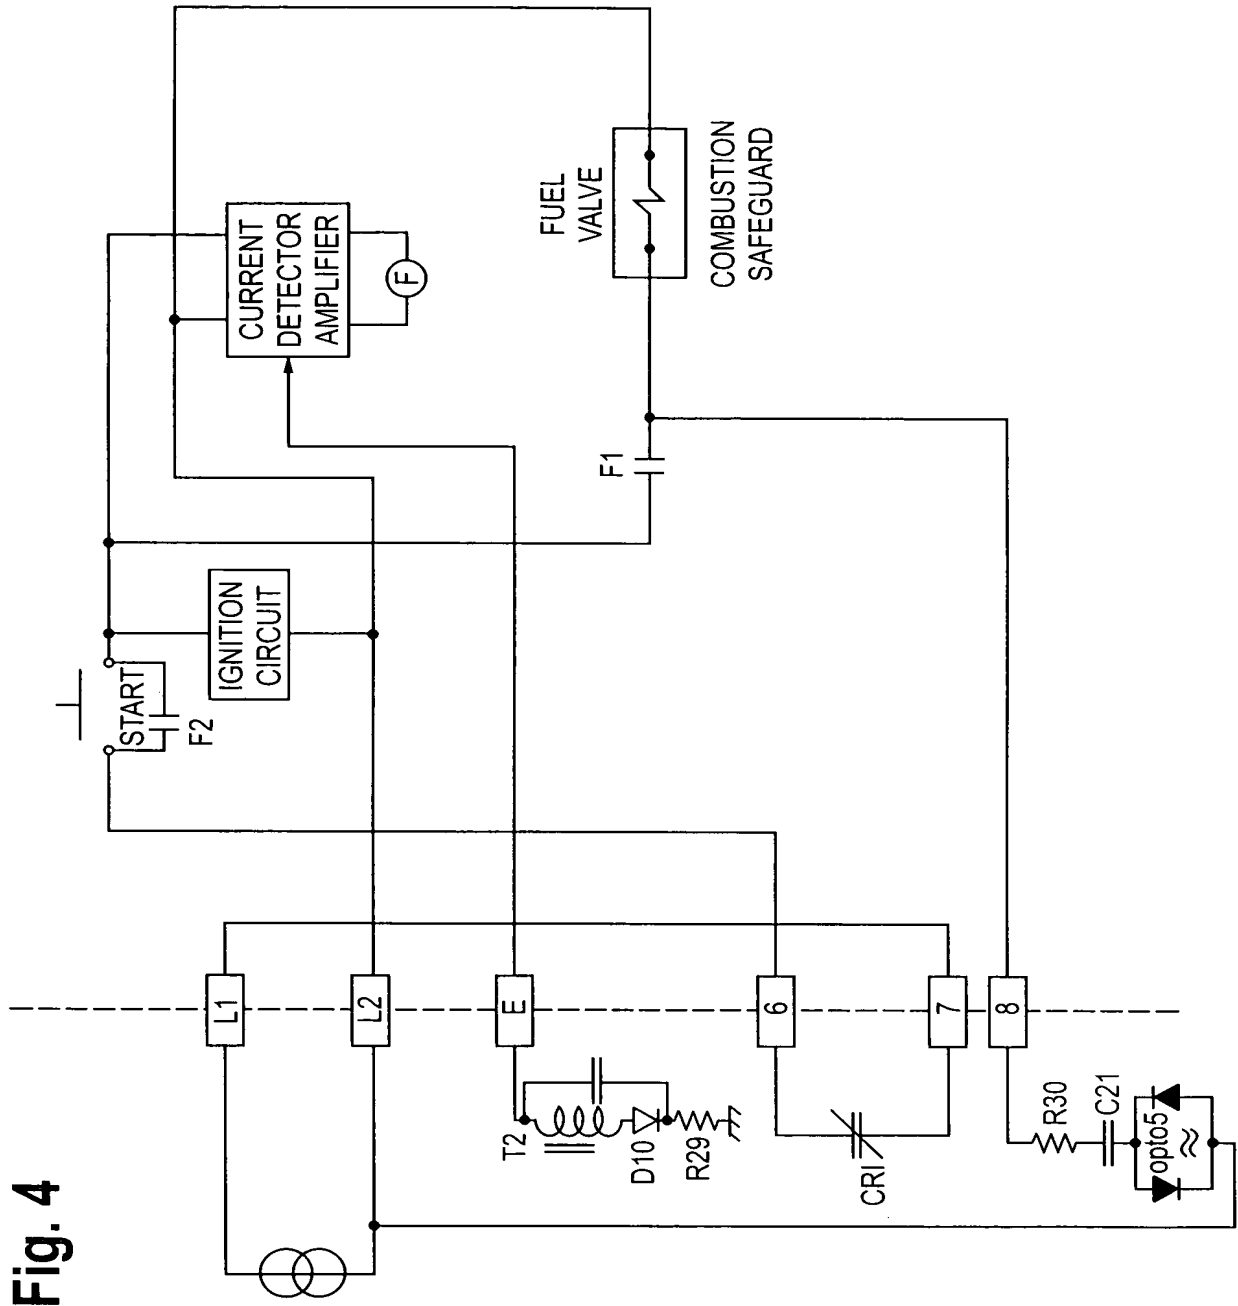 Fig. 4
START
F2
IGNITION
CIRCUIT
CURRENT
DETECTOR
AMPLIFIER
F
FUEL
VALVE
COMBUSTION
SAFEGUARD
F1
L1
L2
E
6
7
8
T2
D10
R29
CRI
R30
C21
opto5